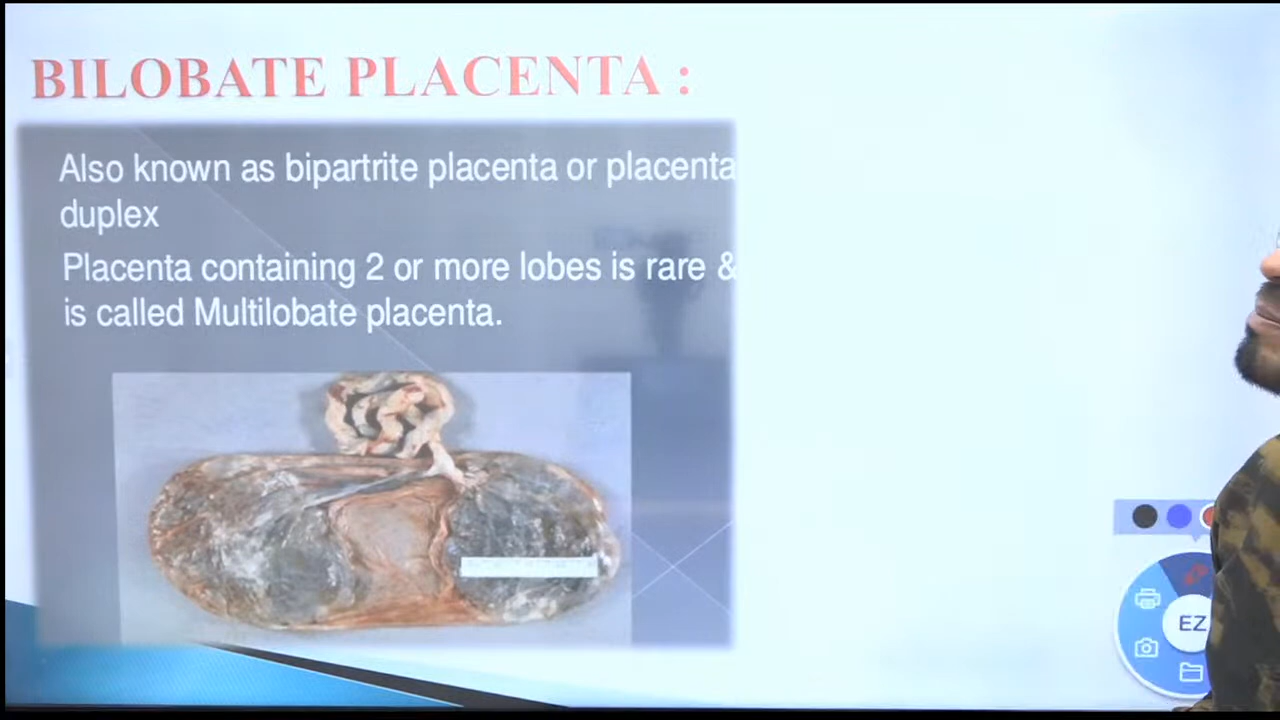 BILOBATE PLACENTA :
Also known as bipartrite placenta or placenta
duplex
Placenta containing 2 or more lobes is rare &
is called Multilobate placenta.
EZ